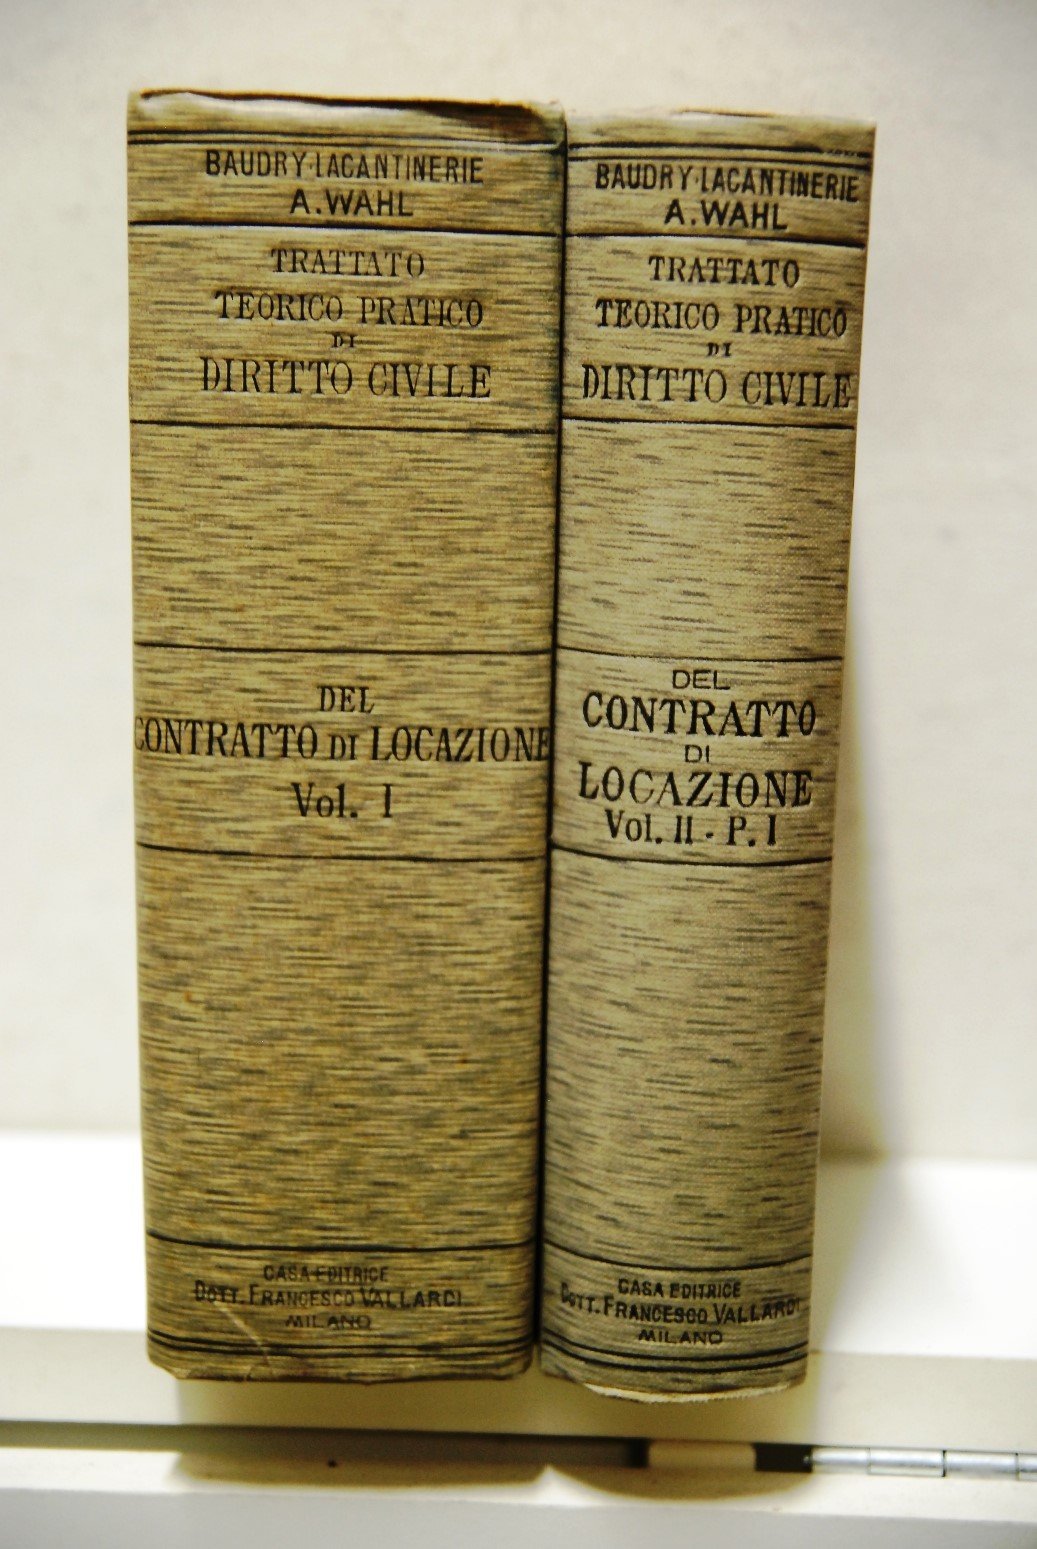 BAUDRY-LACANTINERIE
A. WAHL
TRATTATO
TEORICO PRATICO
DI
DIRITTO CIVILE
DEL
CONTRATTO DI LOCAZIONE
Vol. I
CASA EDITRICE
DOTT. FRANCESCO VALLARDI
MILANO
BAUDRY-LACANTINERIE
A. WAHL
TRATTATO
TEORICO PRATICO
DI
DIRITTO CIVILE
DEL
CONTRATTO
DI
LOCAZIONE
Vol. II - P. I
CASA EDITRICE
DOTT. FRANCESCO VALLARDI
MILANO